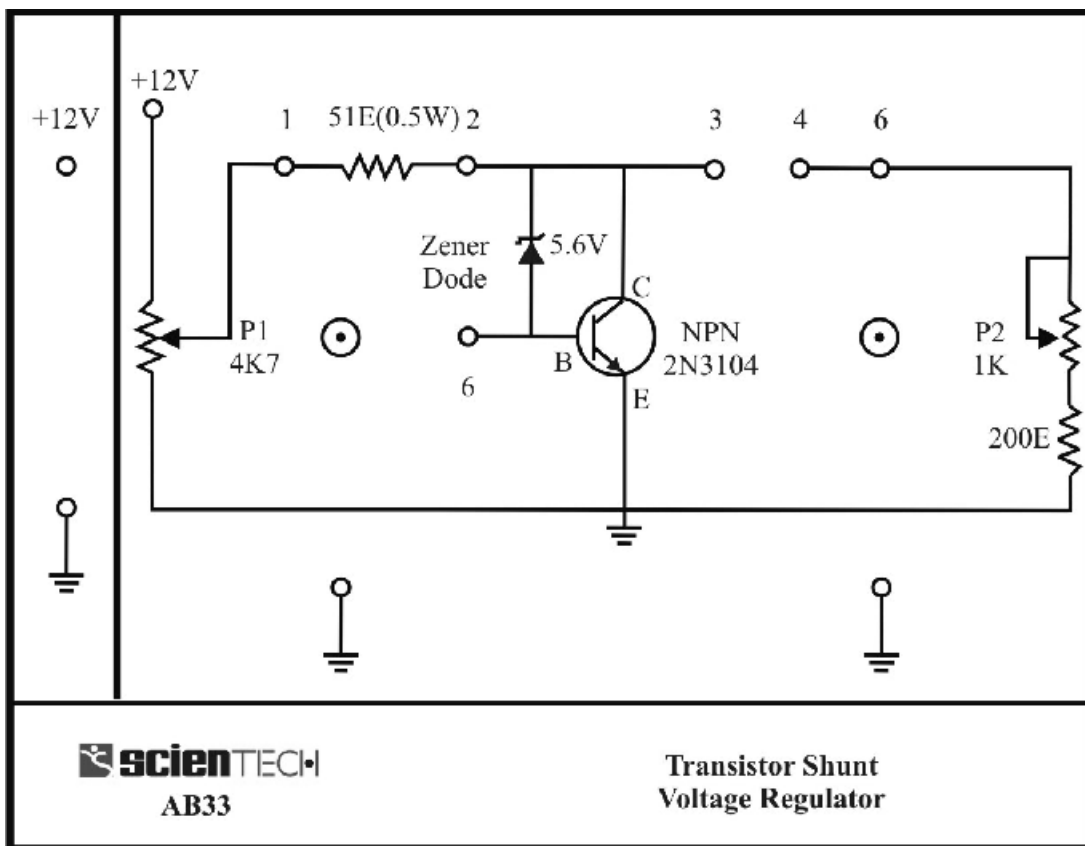 +12V
+12V
1
51E(0.5W)
2
3
4
6
Zener
Dode
5.6V
C
P1
4K7
B
NPN
2N3104
P2
1K
6
E
200E
scienTECH
AB33
Transistor Shunt
Voltage Regulator